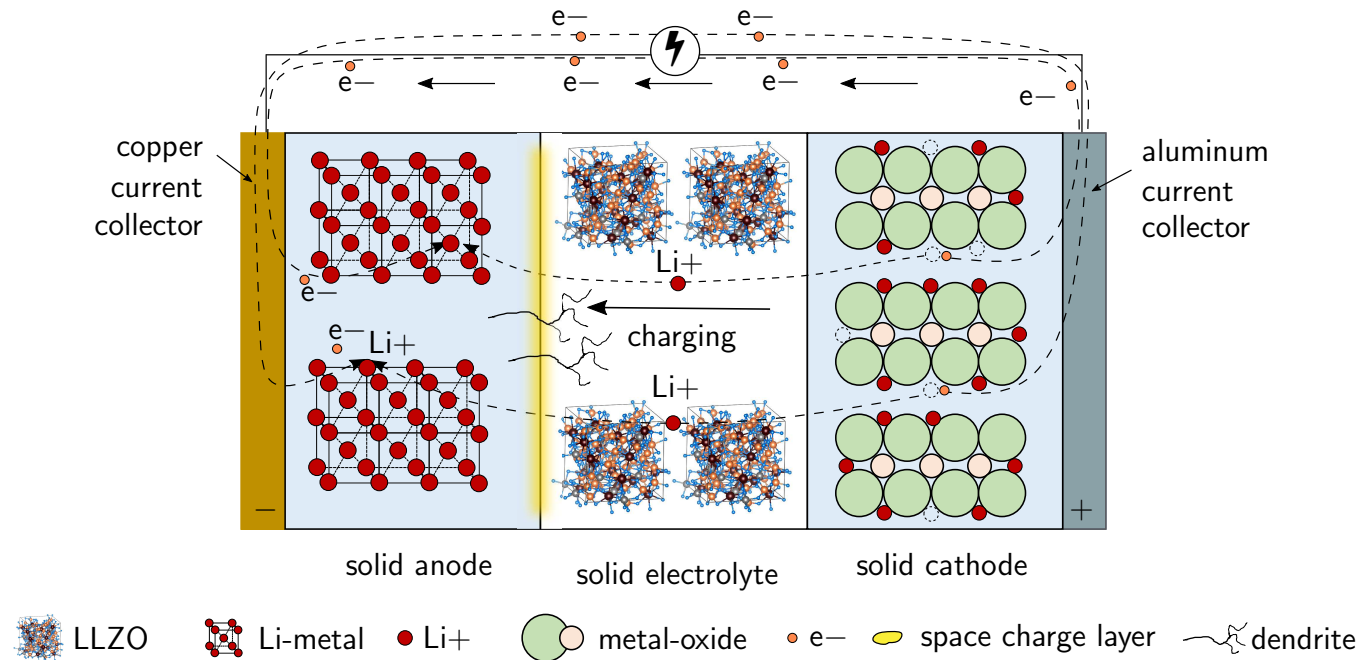 e−
e−
e−
e−
e−
e−
copper
current
collector
aluminum
current
collector
Li+
e−
charging
e−
Li+
Li+
−
+
solid anode
solid electrolyte
solid cathode
LLZO
Li-metal
Li+
metal-oxide
e−
space charge layer
dendrite